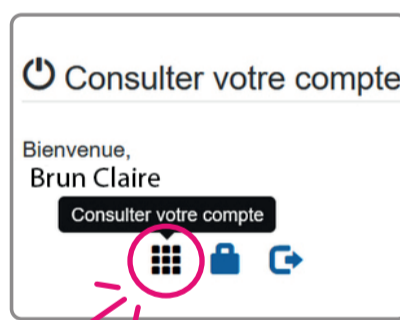 Consulter votre compte
Bienvenue,
Brun Claire
Consulter votre compte